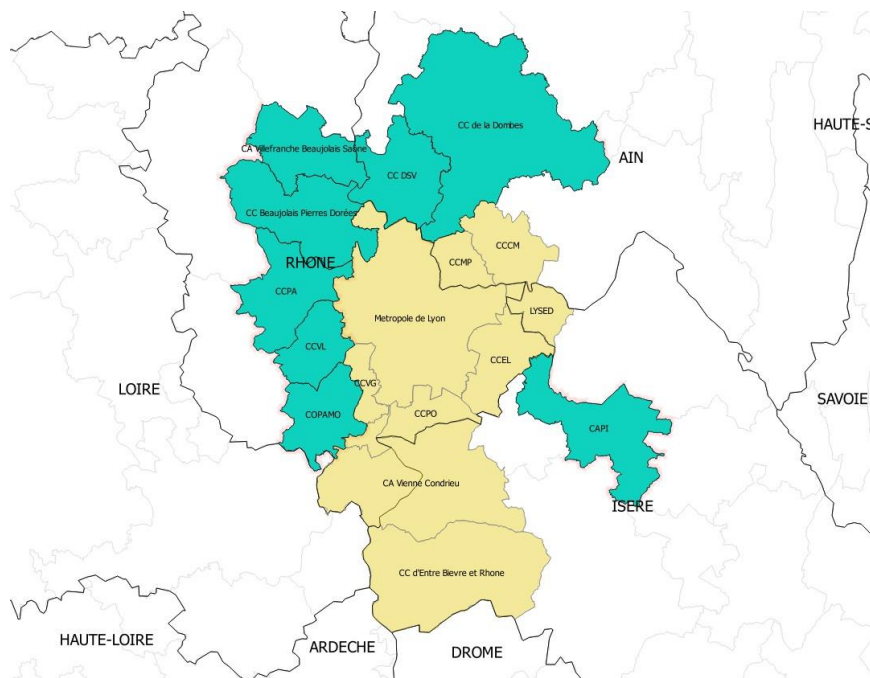 HAUTE-S
CC de la Dombes
CA Villefranche Beaujolais Saône
AIN
CC DSV
CC Beaujolais Pierres Dorées
CCCM
CCMP
RHONE
CCPA
LYSED
Métropole de Lyon
CCVL
CCEL
CCVG
LOIRE
SAVOIE
COPAMO
CCPO
CAPI
CA Vienne Condrieu
ISERE
CC d'Entre Bievre et Rhone
HAUTE-LOIRE
ARDECHE
DROME